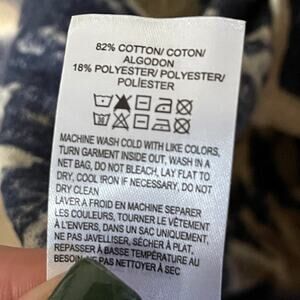 82% COTTON/ COTON/
ALGODON
18% POLYESTER/ POLYESTER/
POLIESTER
MACHINE WASH COLD WITH LIKE COLORS,
TURN GARMENT INSIDE OUT, WASH IN A
NET BAG, DO NOT BLEACH, LAY FLAT TO
DRY, COOL IRON IF NECESSARY, DO NOT
DRY CLEAN
LAVER A FROID EN MACHINE SEPARER
LES COULEURS, TOURNER LE VÊTEMENT
À L'ENVERS, DANS UN SAC UNIQUEMENT,
NE PAS JAVELLISER, SÉCHER À PLAT,
REPASSER À BASSE TEMPÉRATURE AU
BESOIN, NE PAS NETTOYER À SEC